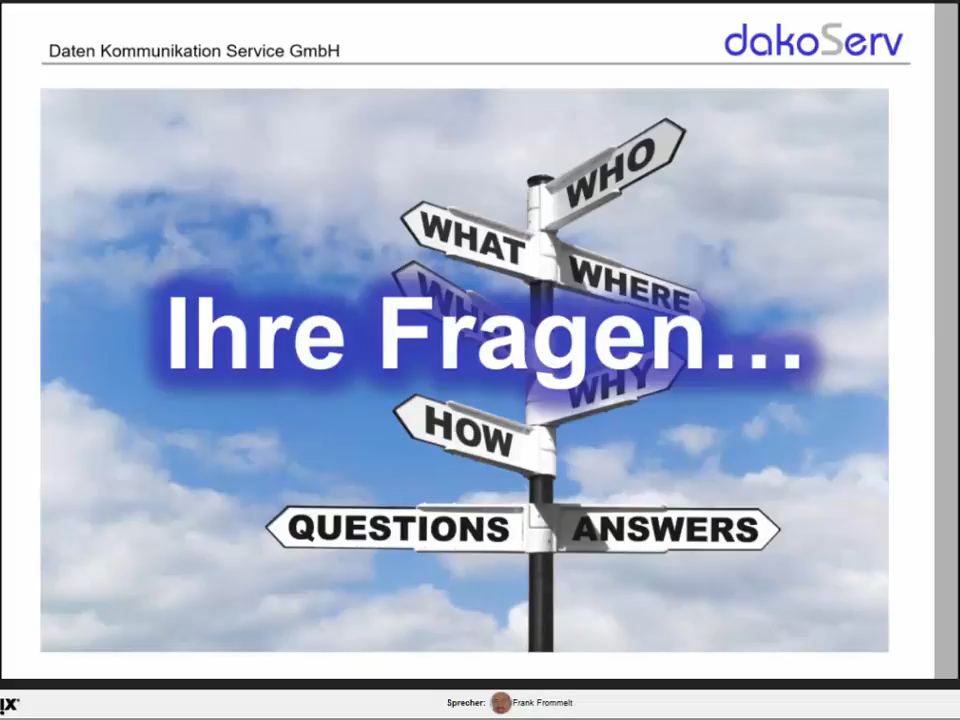 Daten Kommunikation Service GmbH
dakoServ
WHO
WHAT
WHERE
Ihre Fragen...
WHY
HOW
QUESTIONS
ANSWERS
Sprecher: Frank Frommelt